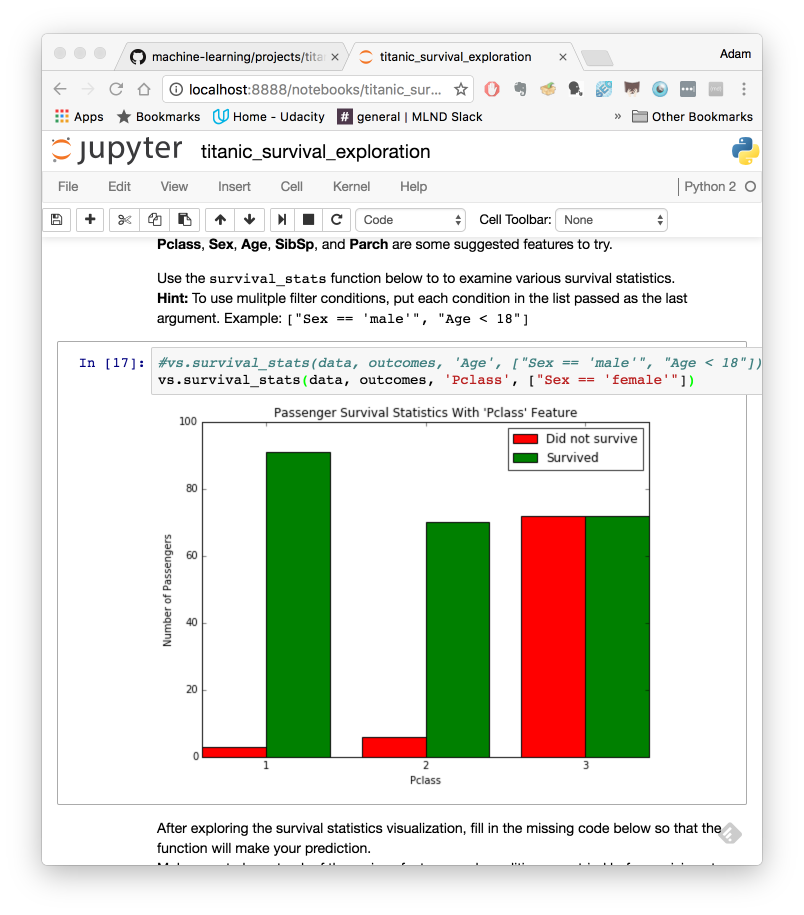 machine-learning/projects/tita
titanic_survival_exploration
Adam
localhost:8888/notebooks/titanic_sur...
Apps
Bookmarks
Home - Udacity
general | MLND Slack
»
Other Bookmarks
jupyter
titanic_survival_exploration
File Edit View Insert Cell Kernel Help
Python 2
Code
Cell Toolbar: None
Pclass, Sex, Age, SibSp, and Parch are some suggested features to try.
Use the survival_stats function below to to examine various survival statistics.
Hint: To use mulitple filter conditions, put each condition in the list passed as the last
argument. Example: ["Sex == 'male'", "Age < 18"]
In [17]:
#vs.survival_stats(data, outcomes, 'Age', ["Sex == 'male'", "Age < 18"])
vs.survival_stats(data, outcomes, 'Pclass', ["Sex == 'female'"])
Passenger Survival Statistics With 'Pclass' Feature
Did not survive
Survived
100
80
60
40
20
0
Number of Passengers
1 2 3
Pclass
After exploring the survival statistics visualization, fill in the missing code below so that the
function will make your prediction.